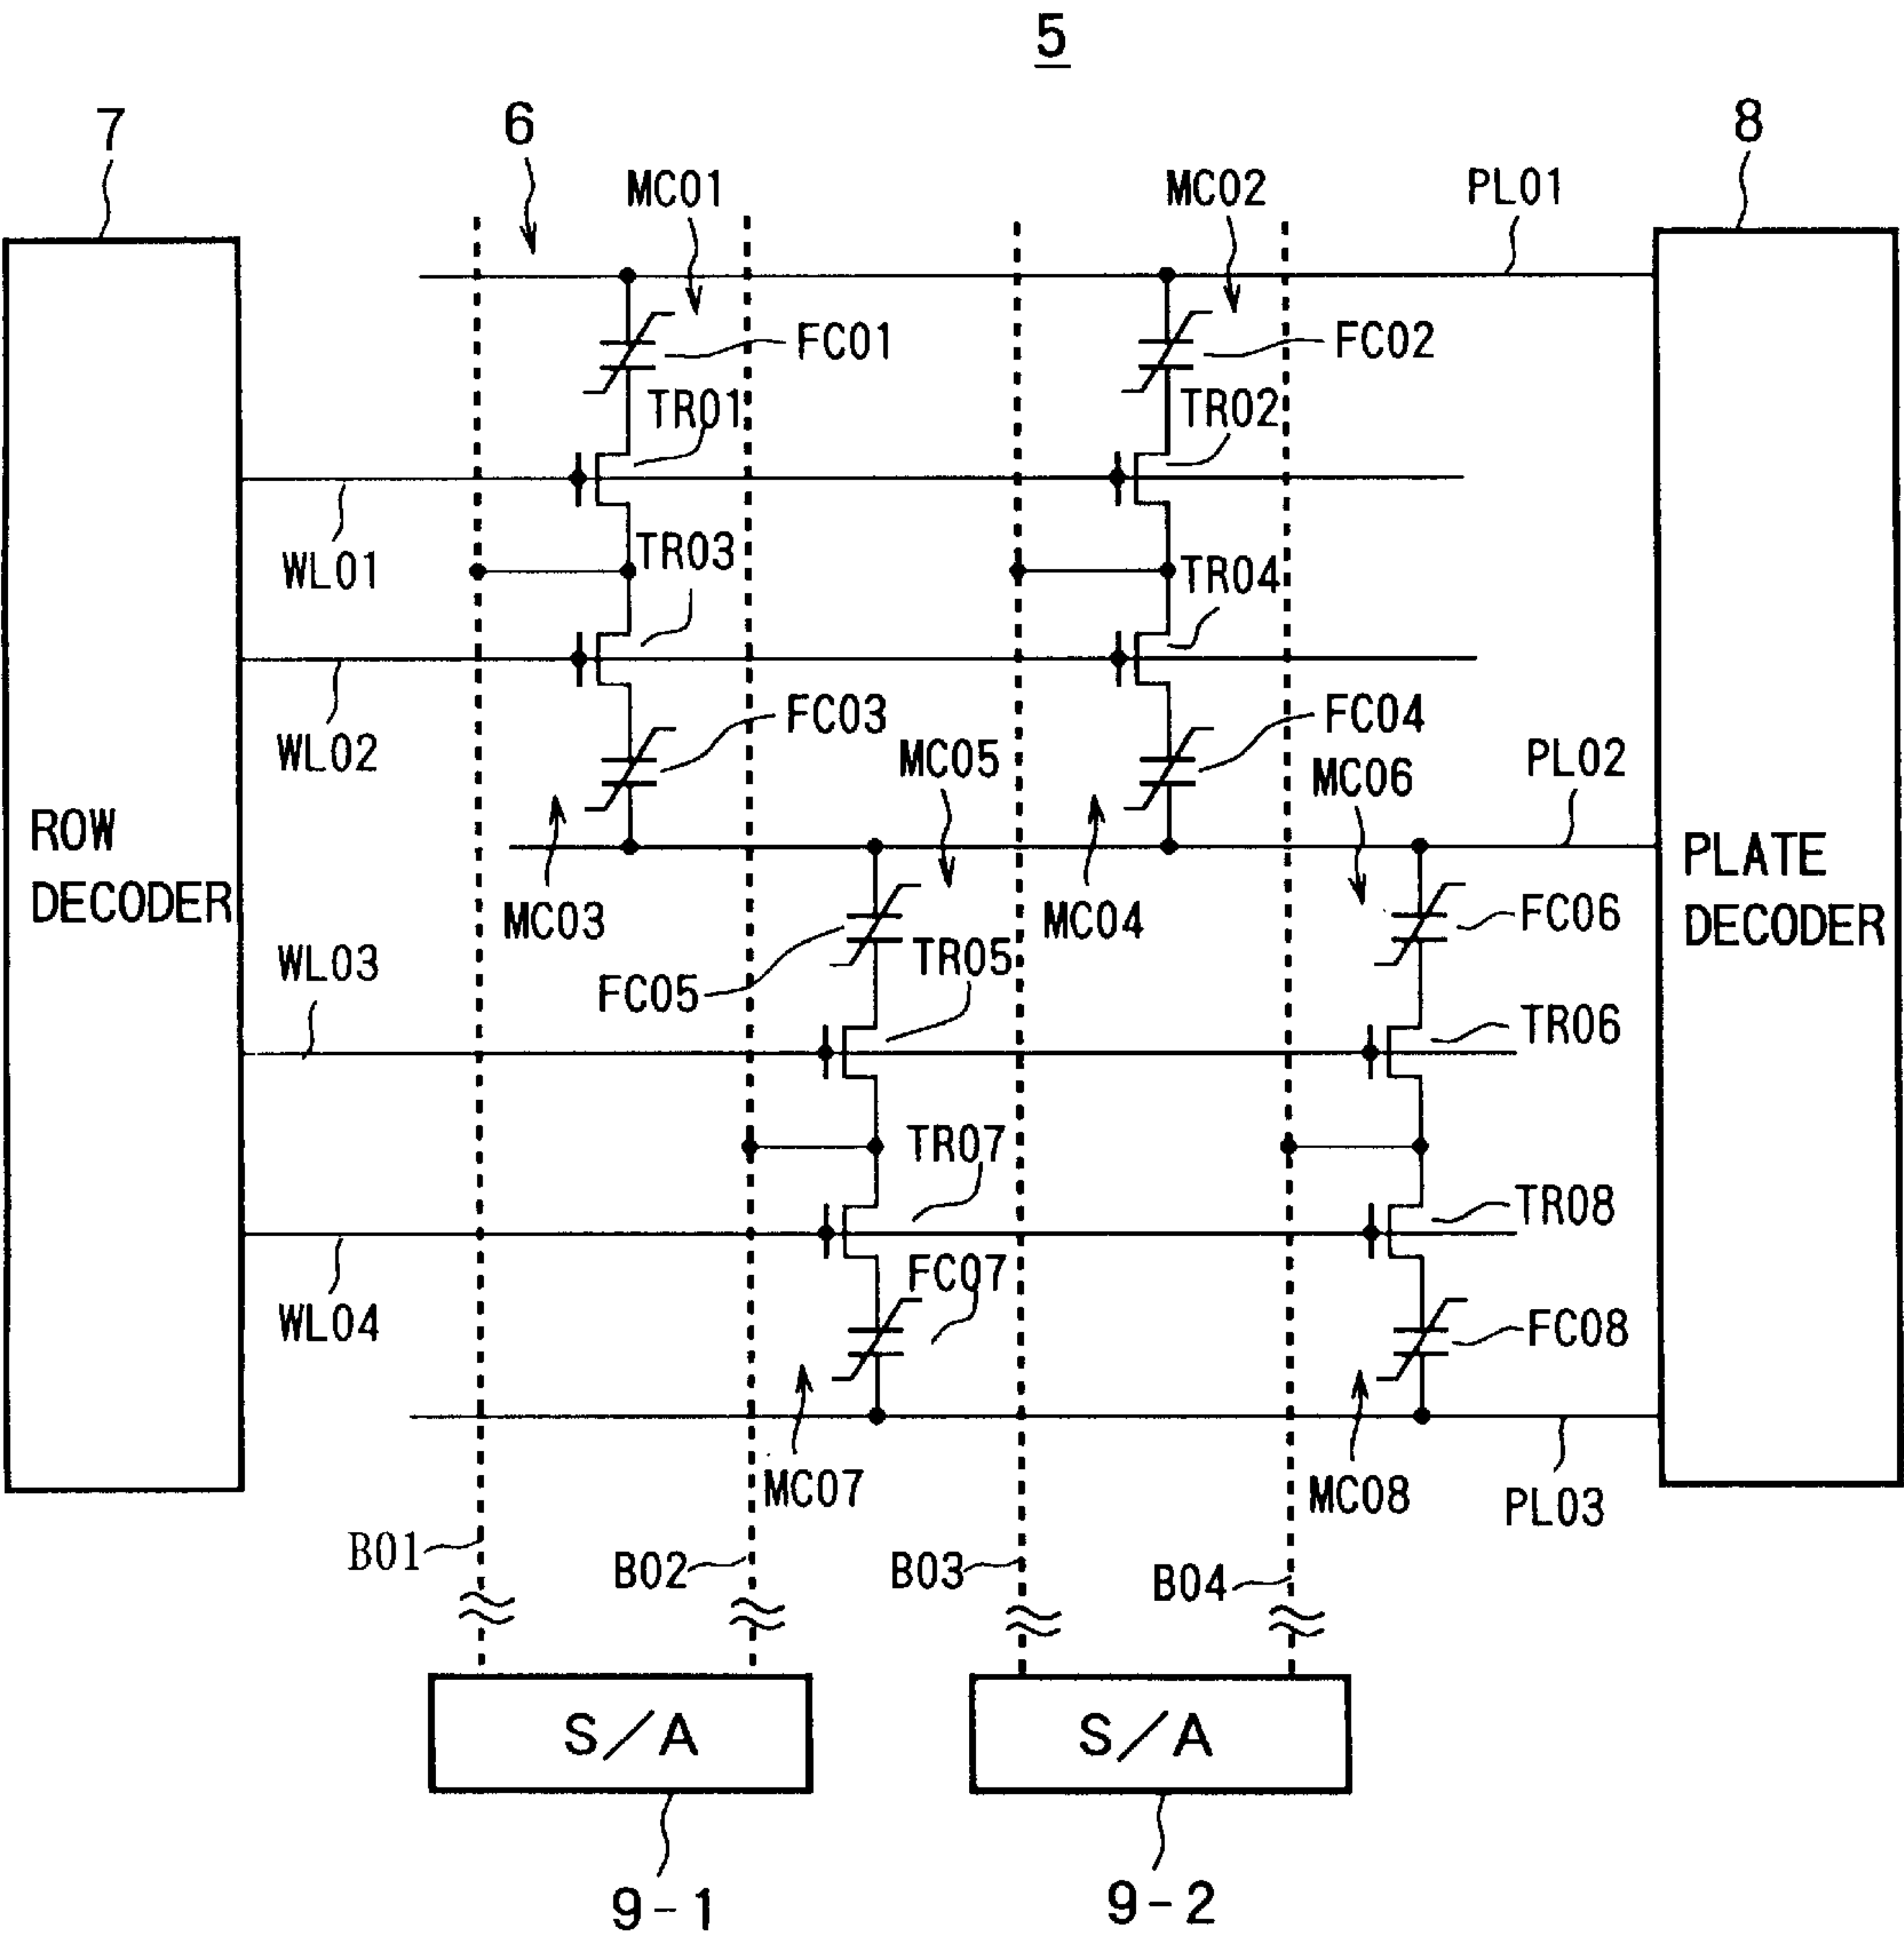 5
7
6
8
MC01
MC02
PL01
FC01
FC02
TR01
TR02
WL01
TR03
TR04
WL02
FC03
FC04
MC05
MC06
PL02
ROW
DECODER
PLATE
DECODER
MC03
MC04
FC06
WL03
FC05
TR05
TR06
TR07
TR08
WL04
FC07
FC08
MC07
MC08
PL03
B01
B02
B03
B04
S/A
S/A
9-1
9-2